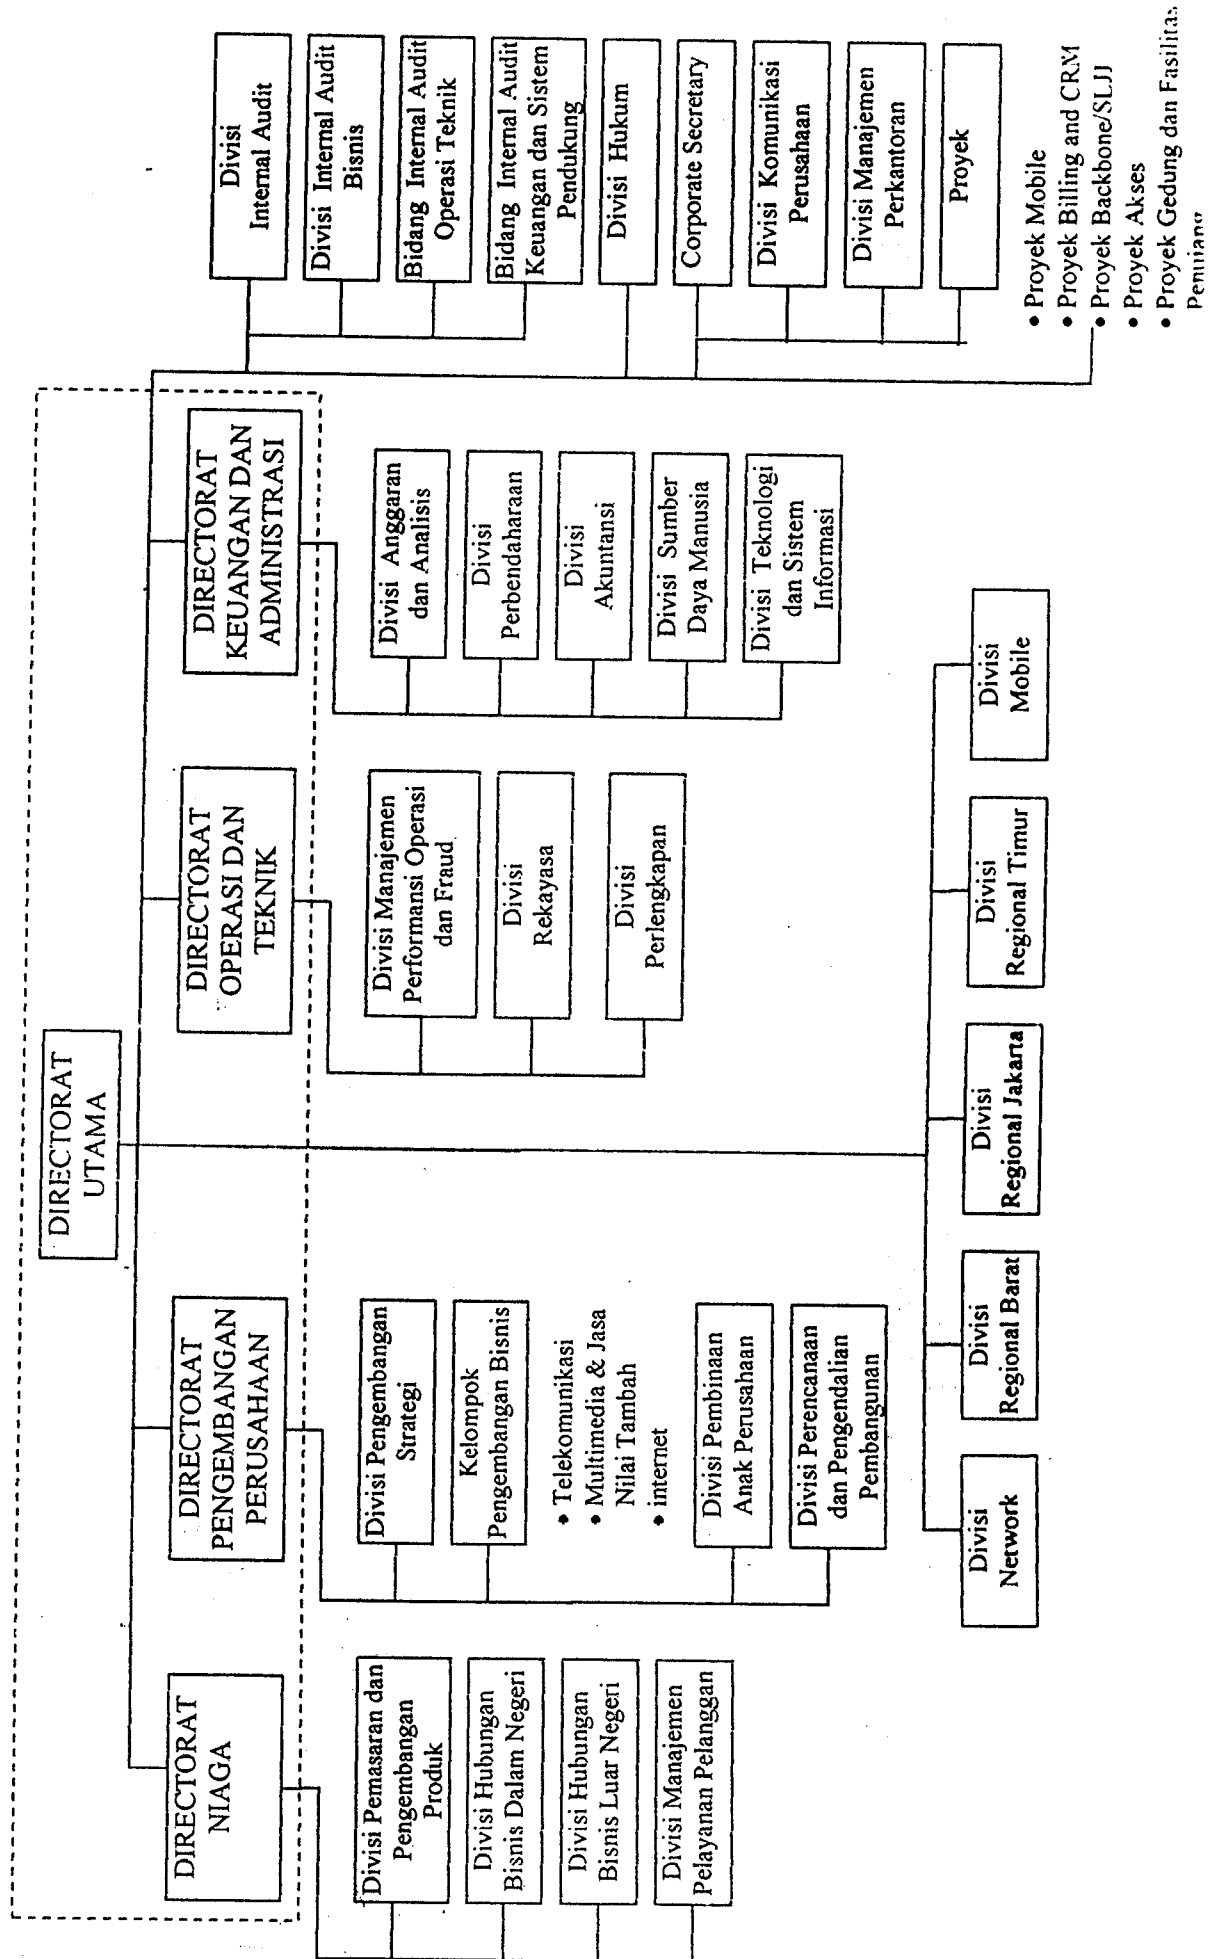 DIRECTORAT
UTAMA
DIRECTORAT
NIAGA
DIRECTORAT
PENGEMBANGAN
PERUSAHAAN
DIRECTORAT
OPERASI DAN
TEKNIK
DIRECTORAT
KEUANGAN DAN
ADMINISTRASI
Divisi Pemasaran dan
Pengembangan
Produk
Divisi Hubungan
Bisnis Dalam Negeri
Divisi Hubungan
Bisnis Luar Negeri
Divisi Manajemen
Pelayanan Pelanggan
Divisi Pengembangan
Strategi
Kelompok
Pengembangan Bisnis
• Telekomunikasi
• Multimedia & Jasa
Nilai Tambah
• internet
Divisi Pembinaan
Anak Perusahaan
Divisi Perencanaan
dan Pengendalian
Pembangunan
Divisi Manajemen
Performansi Operasi
dan Fraud
Divisi
Rekayasa
Divisi
Perlengkapan
Divisi Anggaran
dan Analisis
Divisi
Perbendaharaan
Divisi
Akuntansi
Divisi Sumber
Daya Manusia
Divisi Teknologi
dan Sistem
Informasi
Divisi
Internal Audit
Divisi Internal Audit
Bisnis
Bidang Internal Audit
Operasi Teknik
Bidang Internal Audit
Keuangan dan Sistem
Pendukung
Divisi Hukum
Corporate Secretary
Divisi Komunikasi
Perusahaan
Divisi Manajemen
Perkantoran
Proyek
• Proyek Mobile
• Proyek Billing and CRM
• Proyek Backbone/SLJJ
• Proyek Akses
• Proyek Gedung dan Fasilitas
Divisi
Network
Divisi
Regional Barat
Divisi
Regional Jakarta
Divisi
Regional Timur
Divisi
Mobile